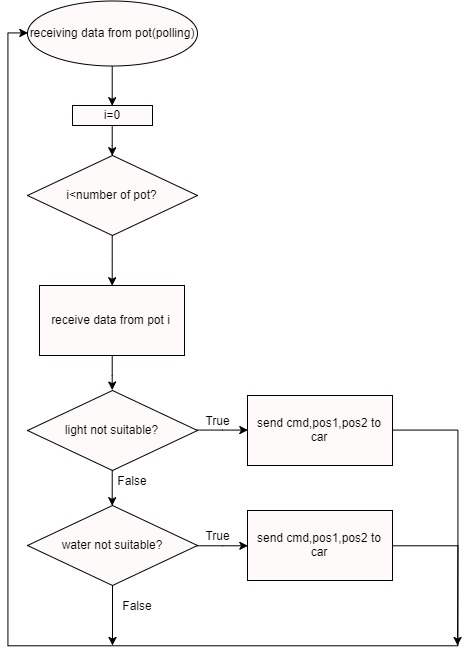 receiving data from pot(polling)
i=0
i<number of pot?
receive data from pot i
light not suitable?
True
send cmd,pos1,pos2 to
car
False
water not suitable?
True
send cmd,pos1,pos2 to
car
False